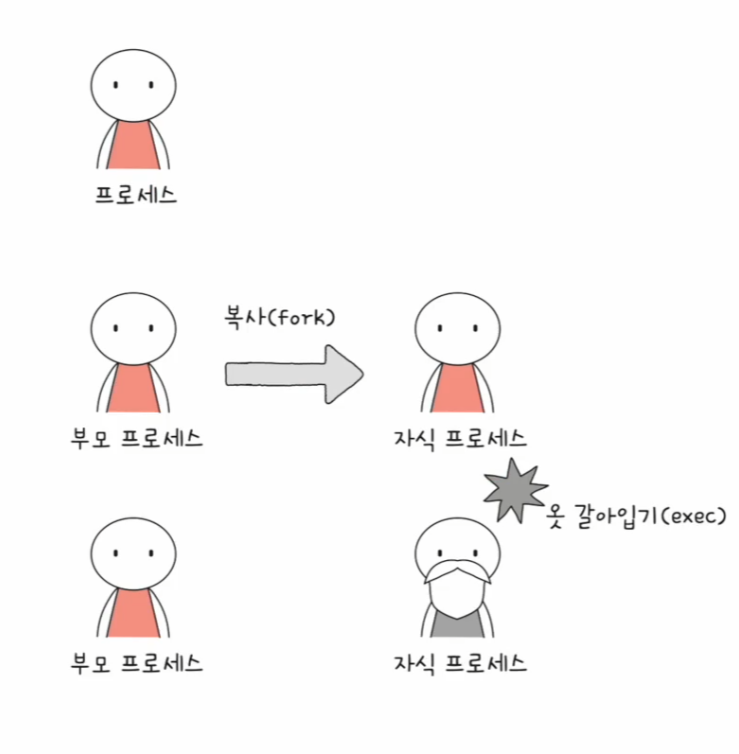 프로세스
복사(fork)
부모 프로세스
자식 프로세스
옷 갈아입기(exec)
부모 프로세스
자식 프로세스